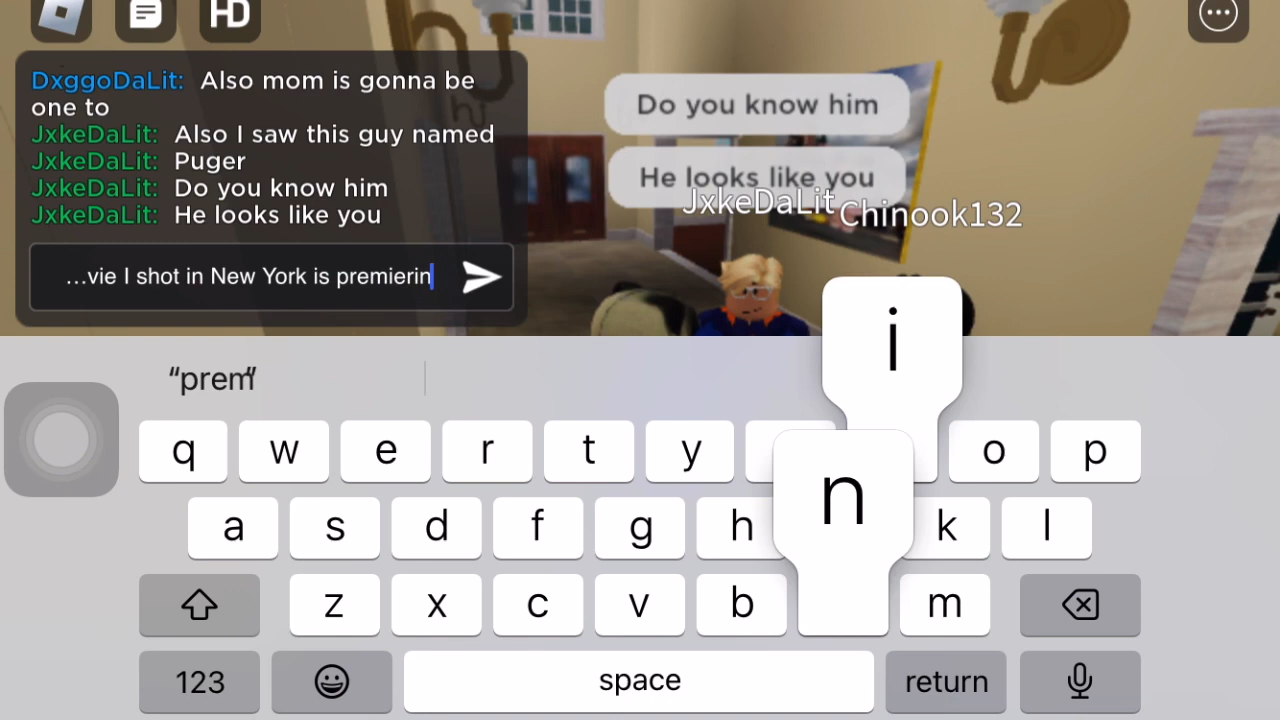 HD
DxggoDaLit: Also mom is gonna be
one to
JxkeDaLit: Also I saw this guy named
JxkeDaLit: Puger
JxkeDaLit: Do you know him
JxkeDaLit: He looks like you
...vie I shot in New York is premierin
Do you know him
He looks like you
JxkeDaLit
Chinook132
“prem”
i
n
q w e r t y o p
a s d f g h k l
z x c v b m
123 space return